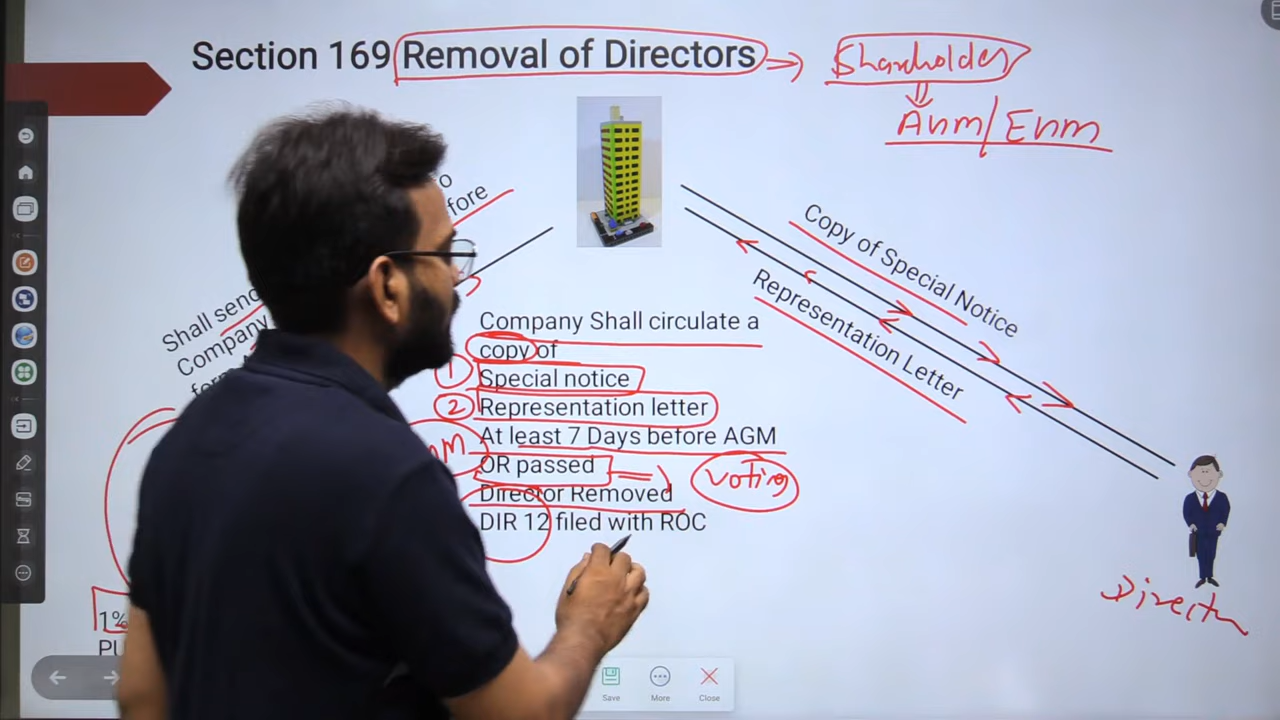 Section 169 Removal of Directors
Shareholder
AGM/EGM
fore
Shall send
Company
Copy of Special Notice
Representation Letter
Company Shall circulate a
copy of
1 Special notice
2 Representation letter
At least 7 Days before AGM
OR passed
voting
Director Removed
DIR 12 filed with ROC
Director
1%
Save
More
Close